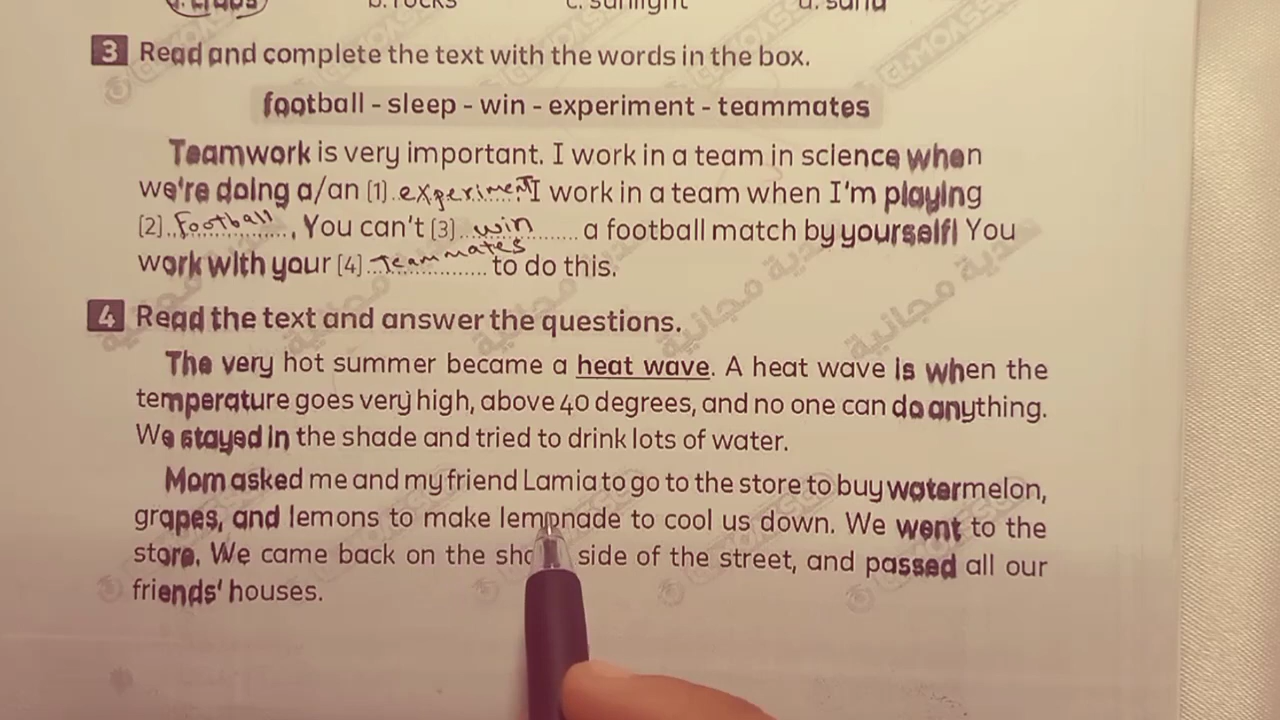 a. crabs b. rocks c. sunlight d. sand
3 Read and complete the text with the words in the box.
football - sleep - win - experiment - teammates
Teamwork is very important. I work in a team in science when
we're doing a/an (1) experiment. I work in a team when I'm playing
(2) Football. You can't (3) win a football match by yourself! You
work with your (4) Teammates to do this.
4 Read the text and answer the questions.
The very hot summer became a heat wave. A heat wave is when the
temperature goes very high, above 40 degrees, and no one can do anything.
We stayed in the shade and tried to drink lots of water.
Mom asked me and my friend Lamia to go to the store to buy watermelon,
grapes, and lemons to make lemonade to cool us down. We went to the
store. We came back on the side of the street, and passed all our
friends' houses.